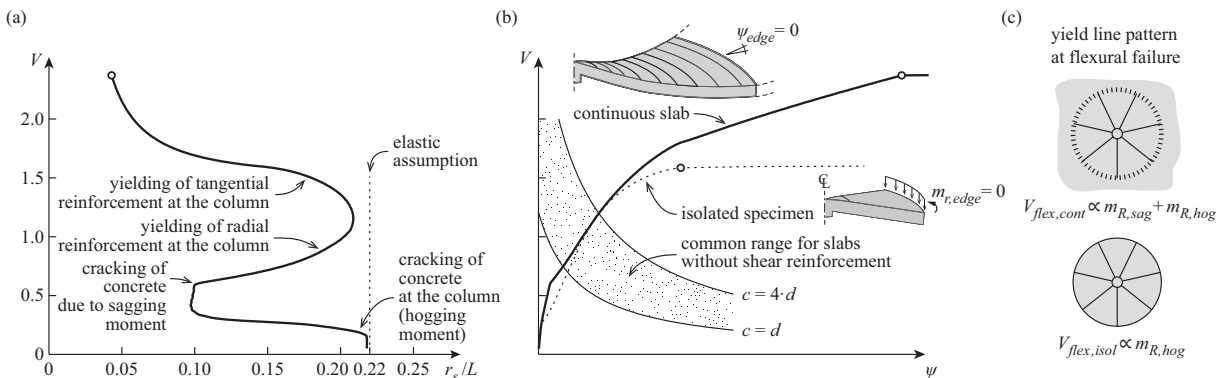 (a)
V
2.0
1.5
1.0
0.5
0
0
0.05
0.10
0.15
0.20
0.22
0.25
r_s/L
elastic
assumption
yielding of tangential
reinforcement at the column
yielding of radial
reinforcement at the column
cracking of
concrete
due to sagging
moment
cracking of
concrete
at the column
(hogging
moment)
(b)
V
ψ_edge = 0
continuous slab
isolated specimen
common range for slabs
without shear reinforcement
c = 4·d
c = d
℄
m_r,edge = 0
ψ
(c)
yield line pattern
at flexural failure
V_flex,cont ∝ m_R,sag + m_R,hog
V_flex,isol ∝ m_R,hog